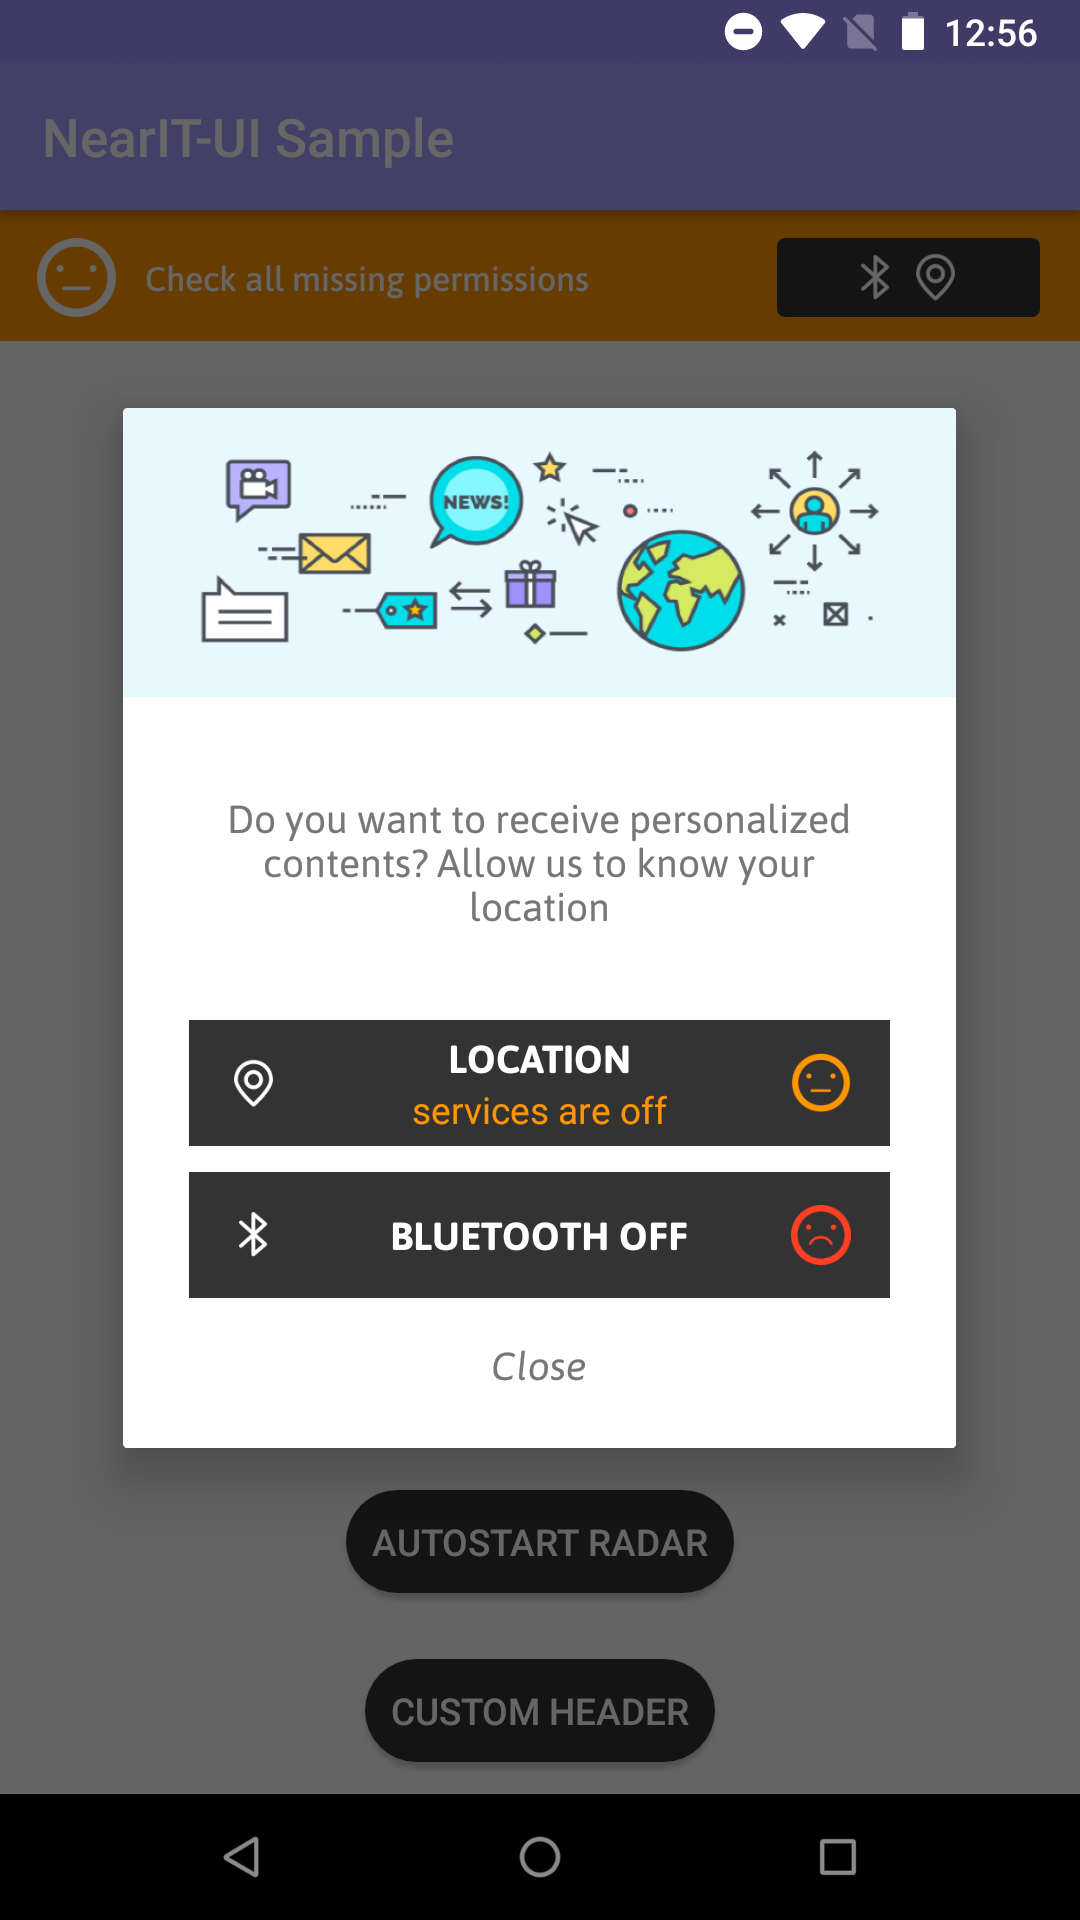 12:56
NearIT-UI Sample
Check all missing permissions
NEWS!
Do you want to receive personalized
contents? Allow us to know your
location
LOCATION
services are off
BLUETOOTH OFF
Close
AUTOSTART RADAR
CUSTOM HEADER